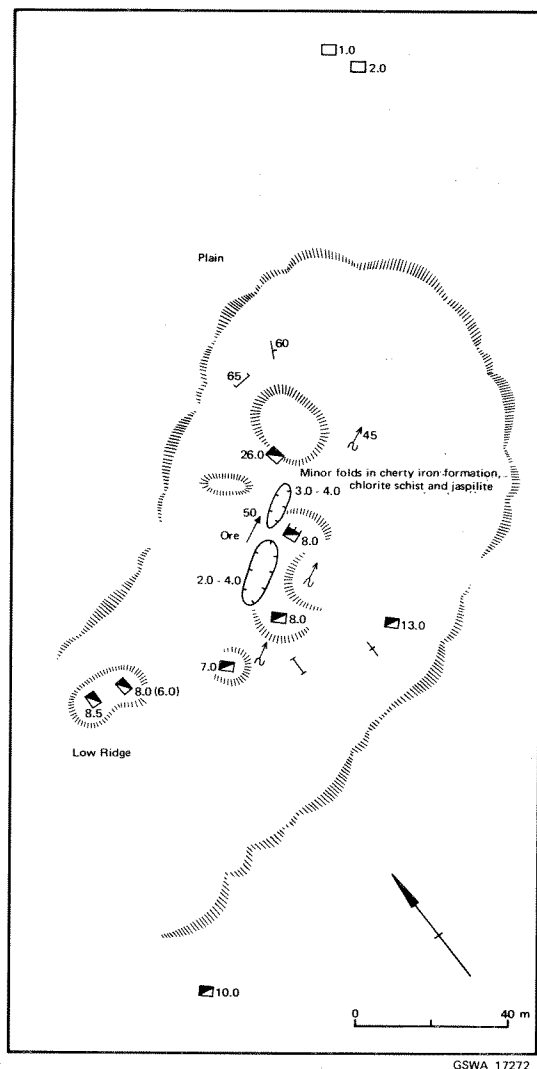 1.0
2.0
Plain
60
65
45
26.0
Minor folds in cherty iron-formation,
chlorite schist and jaspilite
3.0 - 4.0
50
Ore
8.0
2.0 - 4.0
8.0
13.0
7.0
8.0 (6.0)
8.5
Low Ridge
10.0
0
40 m
GSWA 17272